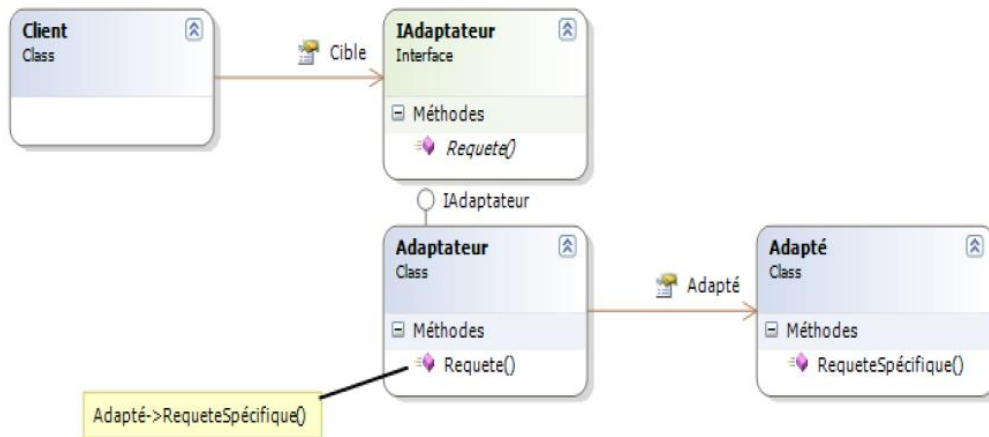 Client
Class
Cible
IAdaptateur
Interface
Méthodes
Requete()
IAdaptateur
Adaptateur
Class
Méthodes
Requete()
Adapté->RequeteSpécifique()
Adapté
Adapté
Class
Méthodes
RequeteSpécifique()